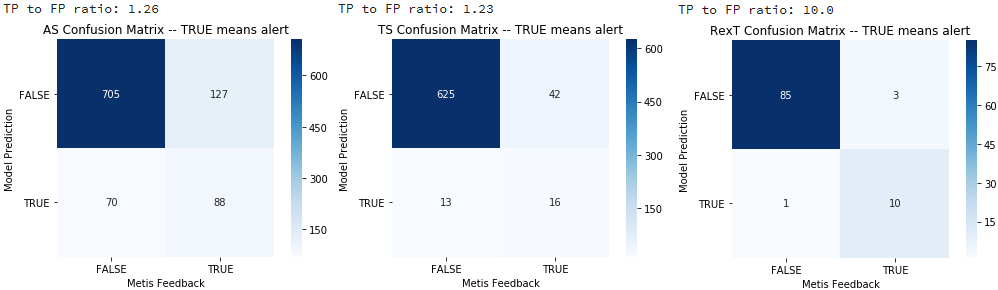 TP to FP ratio: 1.26
AS Confusion Matrix -- TRUE means alert
Model Prediction
FALSE
TRUE
705
127
70
88
FALSE
TRUE
Metis Feedback
600
450
300
150
TP to FP ratio: 1.23
TS Confusion Matrix -- TRUE means alert
Model Prediction
FALSE
TRUE
625
42
13
16
FALSE
TRUE
Metis Feedback
600
450
300
150
TP to FP ratio: 10.0
RexT Confusion Matrix -- TRUE means alert
Model Prediction
FALSE
TRUE
85
3
1
10
FALSE
TRUE
Metis Feedback
75
60
45
30
15